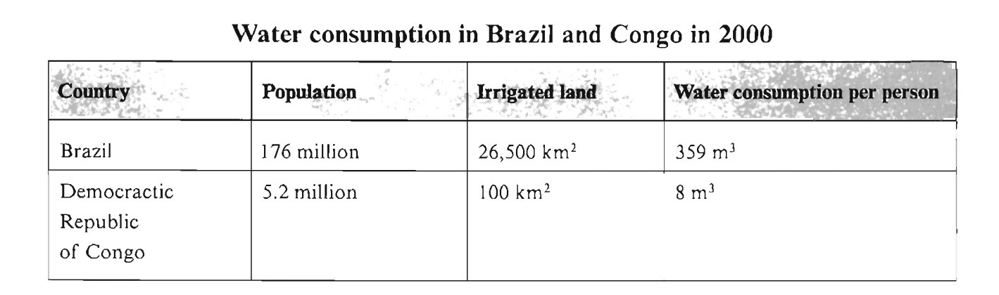 Water consumption in Brazil and Congo in 2000
Country Population Irrigated land Water consumption per person
Brazil 176 million 26,500 km² 359 m³
Democractic 5.2 million 100 km² 8 m³
Republic
of Congo